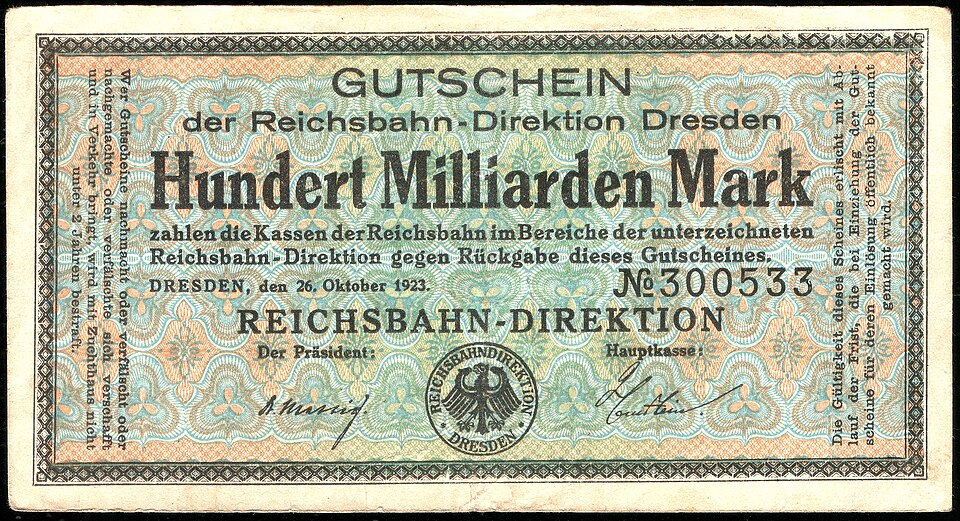 GUTSCHEIN
der Reichsbahn-Direktion Dresden
Hundert Milliarden Mark
zahlen die Kassen der Reichsbahn im Bereiche der unterzeichneten
Reichsbahn-Direktion gegen Rückgabe dieses Gutscheines.
DRESDEN, den 26. Oktober 1923.
№300533
REICHSBAHN-DIREKTION
Der Präsident:
Hauptkasse:
REICHSBAHNDIREKTION
• DRESDEN •
Wer Gutscheine nachmacht oder verfälscht oder
nachgemachte oder verfälschte sich verschafft
und in Verkehr bringt, wird mit Zuchthaus nicht
unter 2 Jahren bestraft.
Die Gültigkeit dieses Scheines erlischt mit Ab-
lauf der Frist, die bei Einziehung der Gut-
scheine für deren Einlösung öffentlich bekannt
gemacht wird.